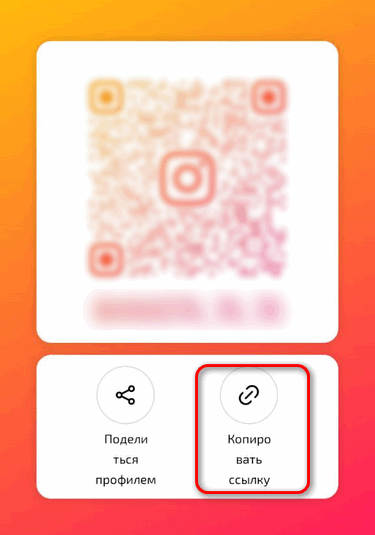 Подели
ться
профилем
Копиро
вать
ссылку